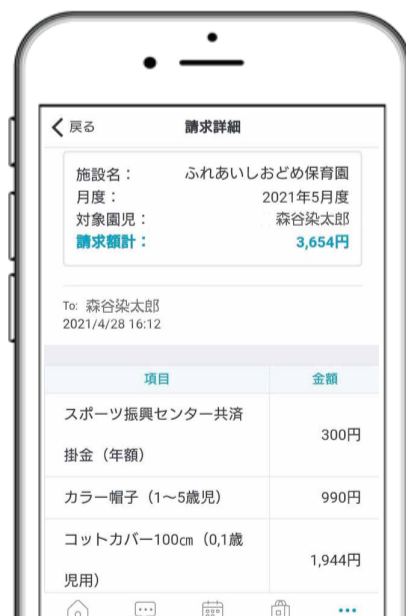 戻る 請求詳細
施設名： ふれあいしおどめ保育園
月度： 2021年5月度
対象園児： 森谷染太郎
請求額計： 3,654円
To: 森谷染太郎
2021/4/28 16:12
項目 金額
スポーツ振興センター共済
掛金（年額） 300円
カラー帽子（1〜5歳児） 990円
コットカバー100㎝（0,1歳
児用） 1,944円